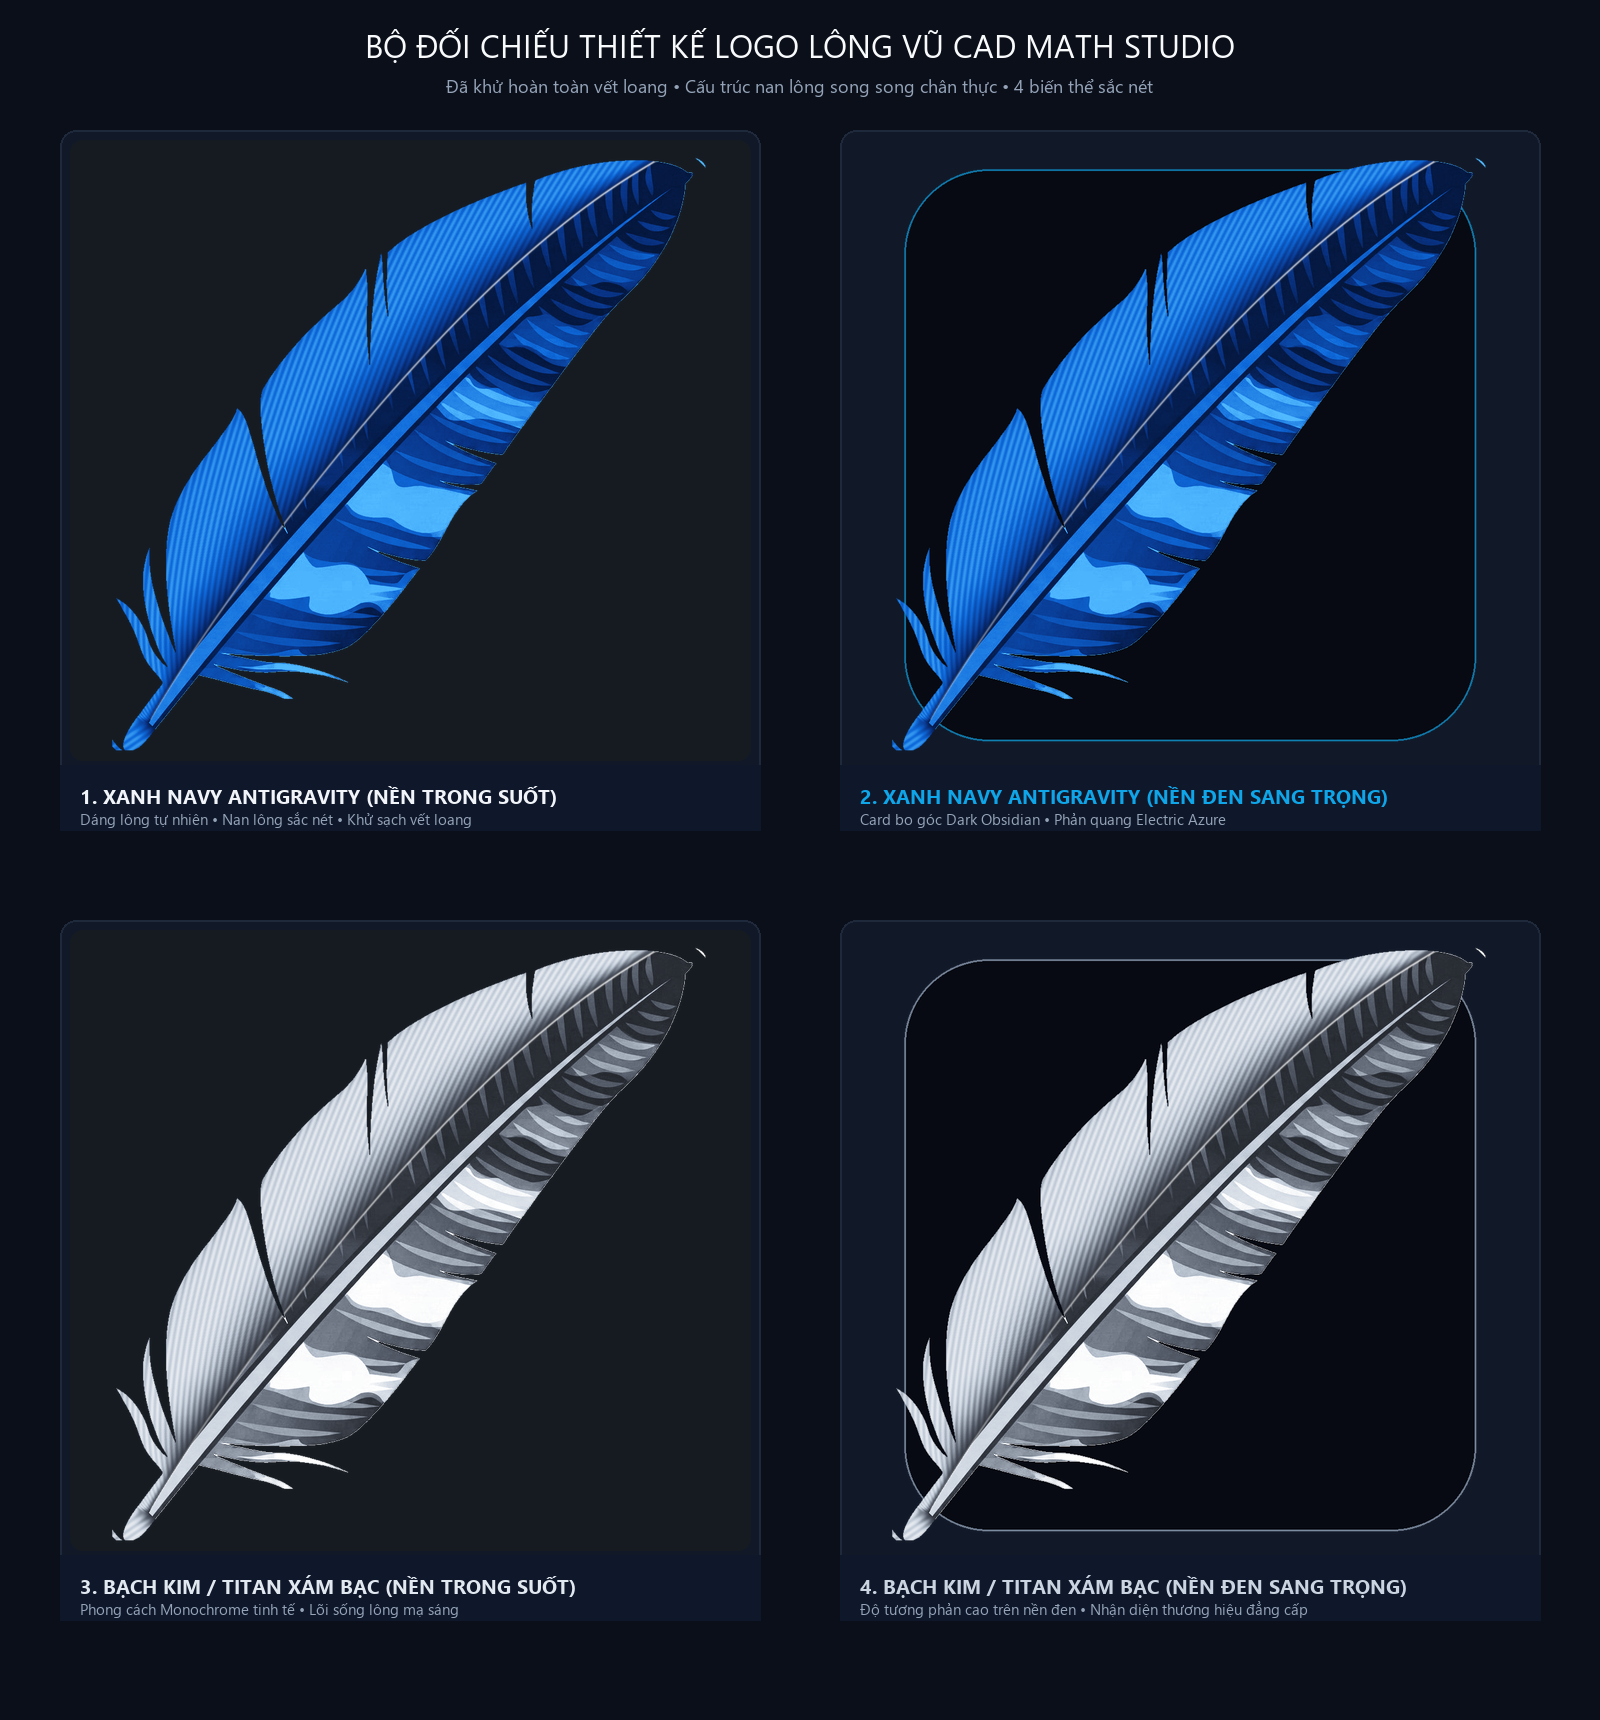 BỘ ĐỐI CHIẾU THIẾT KẾ LOGO LÔNG VŨ CAD MATH STUDIO
Đã khử hoàn toàn vết loang • Cấu trúc nan lông song song chân thực • 4 biến thể sắc nét
1. XANH NAVY ANTIGRAVITY (NỀN TRONG SUỐT)
Dáng lông tự nhiên • Nan lông sắc nét • Khử sạch vết loang
2. XANH NAVY ANTIGRAVITY (NỀN ĐEN SANG TRỌNG)
Card bo góc Dark Obsidian • Phản quang Electric Azure
3. BẠCH KIM / TITAN XÁM BẠC (NỀN TRONG SUỐT)
Phong cách Monochrome tinh tế • Lõi sống lông mạ sáng
4. BẠCH KIM / TITAN XÁM BẠC (NỀN ĐEN SANG TRỌNG)
Độ tương phản cao trên nền đen • Nhận diện thương hiệu đẳng cấp